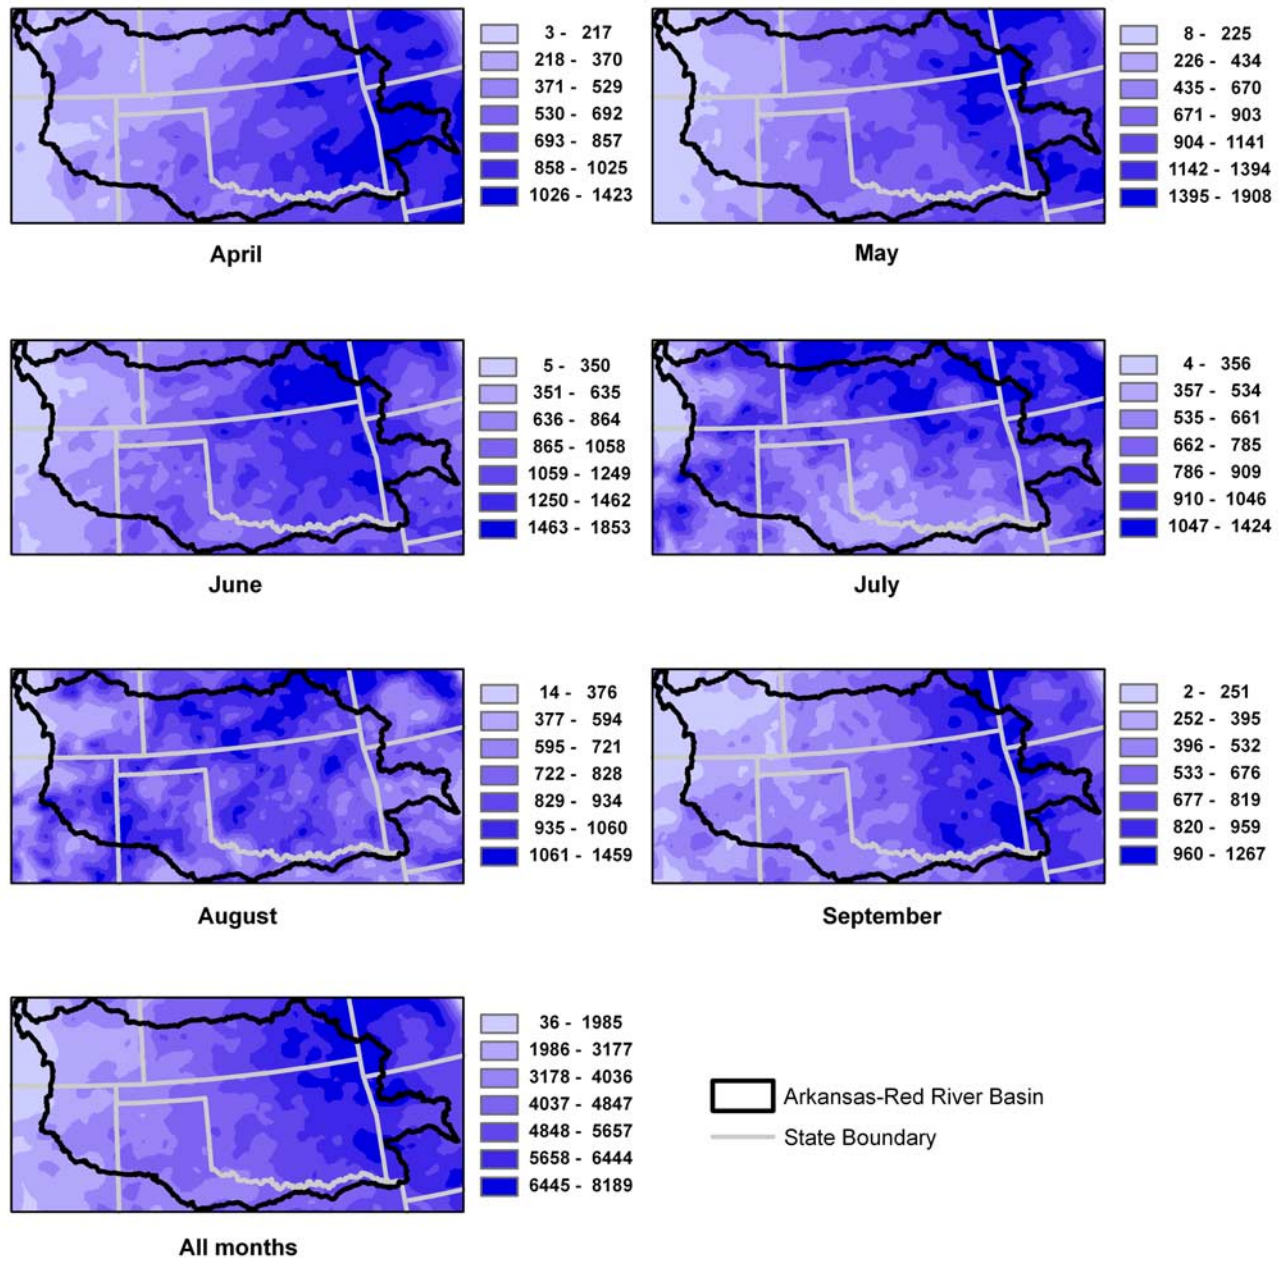 3 - 217
218 - 370
371 - 529
530 - 692
693 - 857
858 - 1025
1026 - 1423
April
8 - 225
226 - 434
435 - 670
671 - 903
904 - 1141
1142 - 1394
1395 - 1908
May
5 - 350
351 - 635
636 - 864
865 - 1058
1059 - 1249
1250 - 1462
1463 - 1853
June
4 - 356
357 - 534
535 - 661
662 - 785
786 - 909
910 - 1046
1047 - 1424
July
14 - 376
377 - 594
595 - 721
722 - 828
829 - 934
935 - 1060
1061 - 1459
August
2 - 251
252 - 395
396 - 532
533 - 676
677 - 819
820 - 959
960 - 1267
September
36 - 1985
1986 - 3177
3178 - 4036
4037 - 4847
4848 - 5657
5658 - 6444
6445 - 8189
All months
Arkansas-Red River Basin
State Boundary